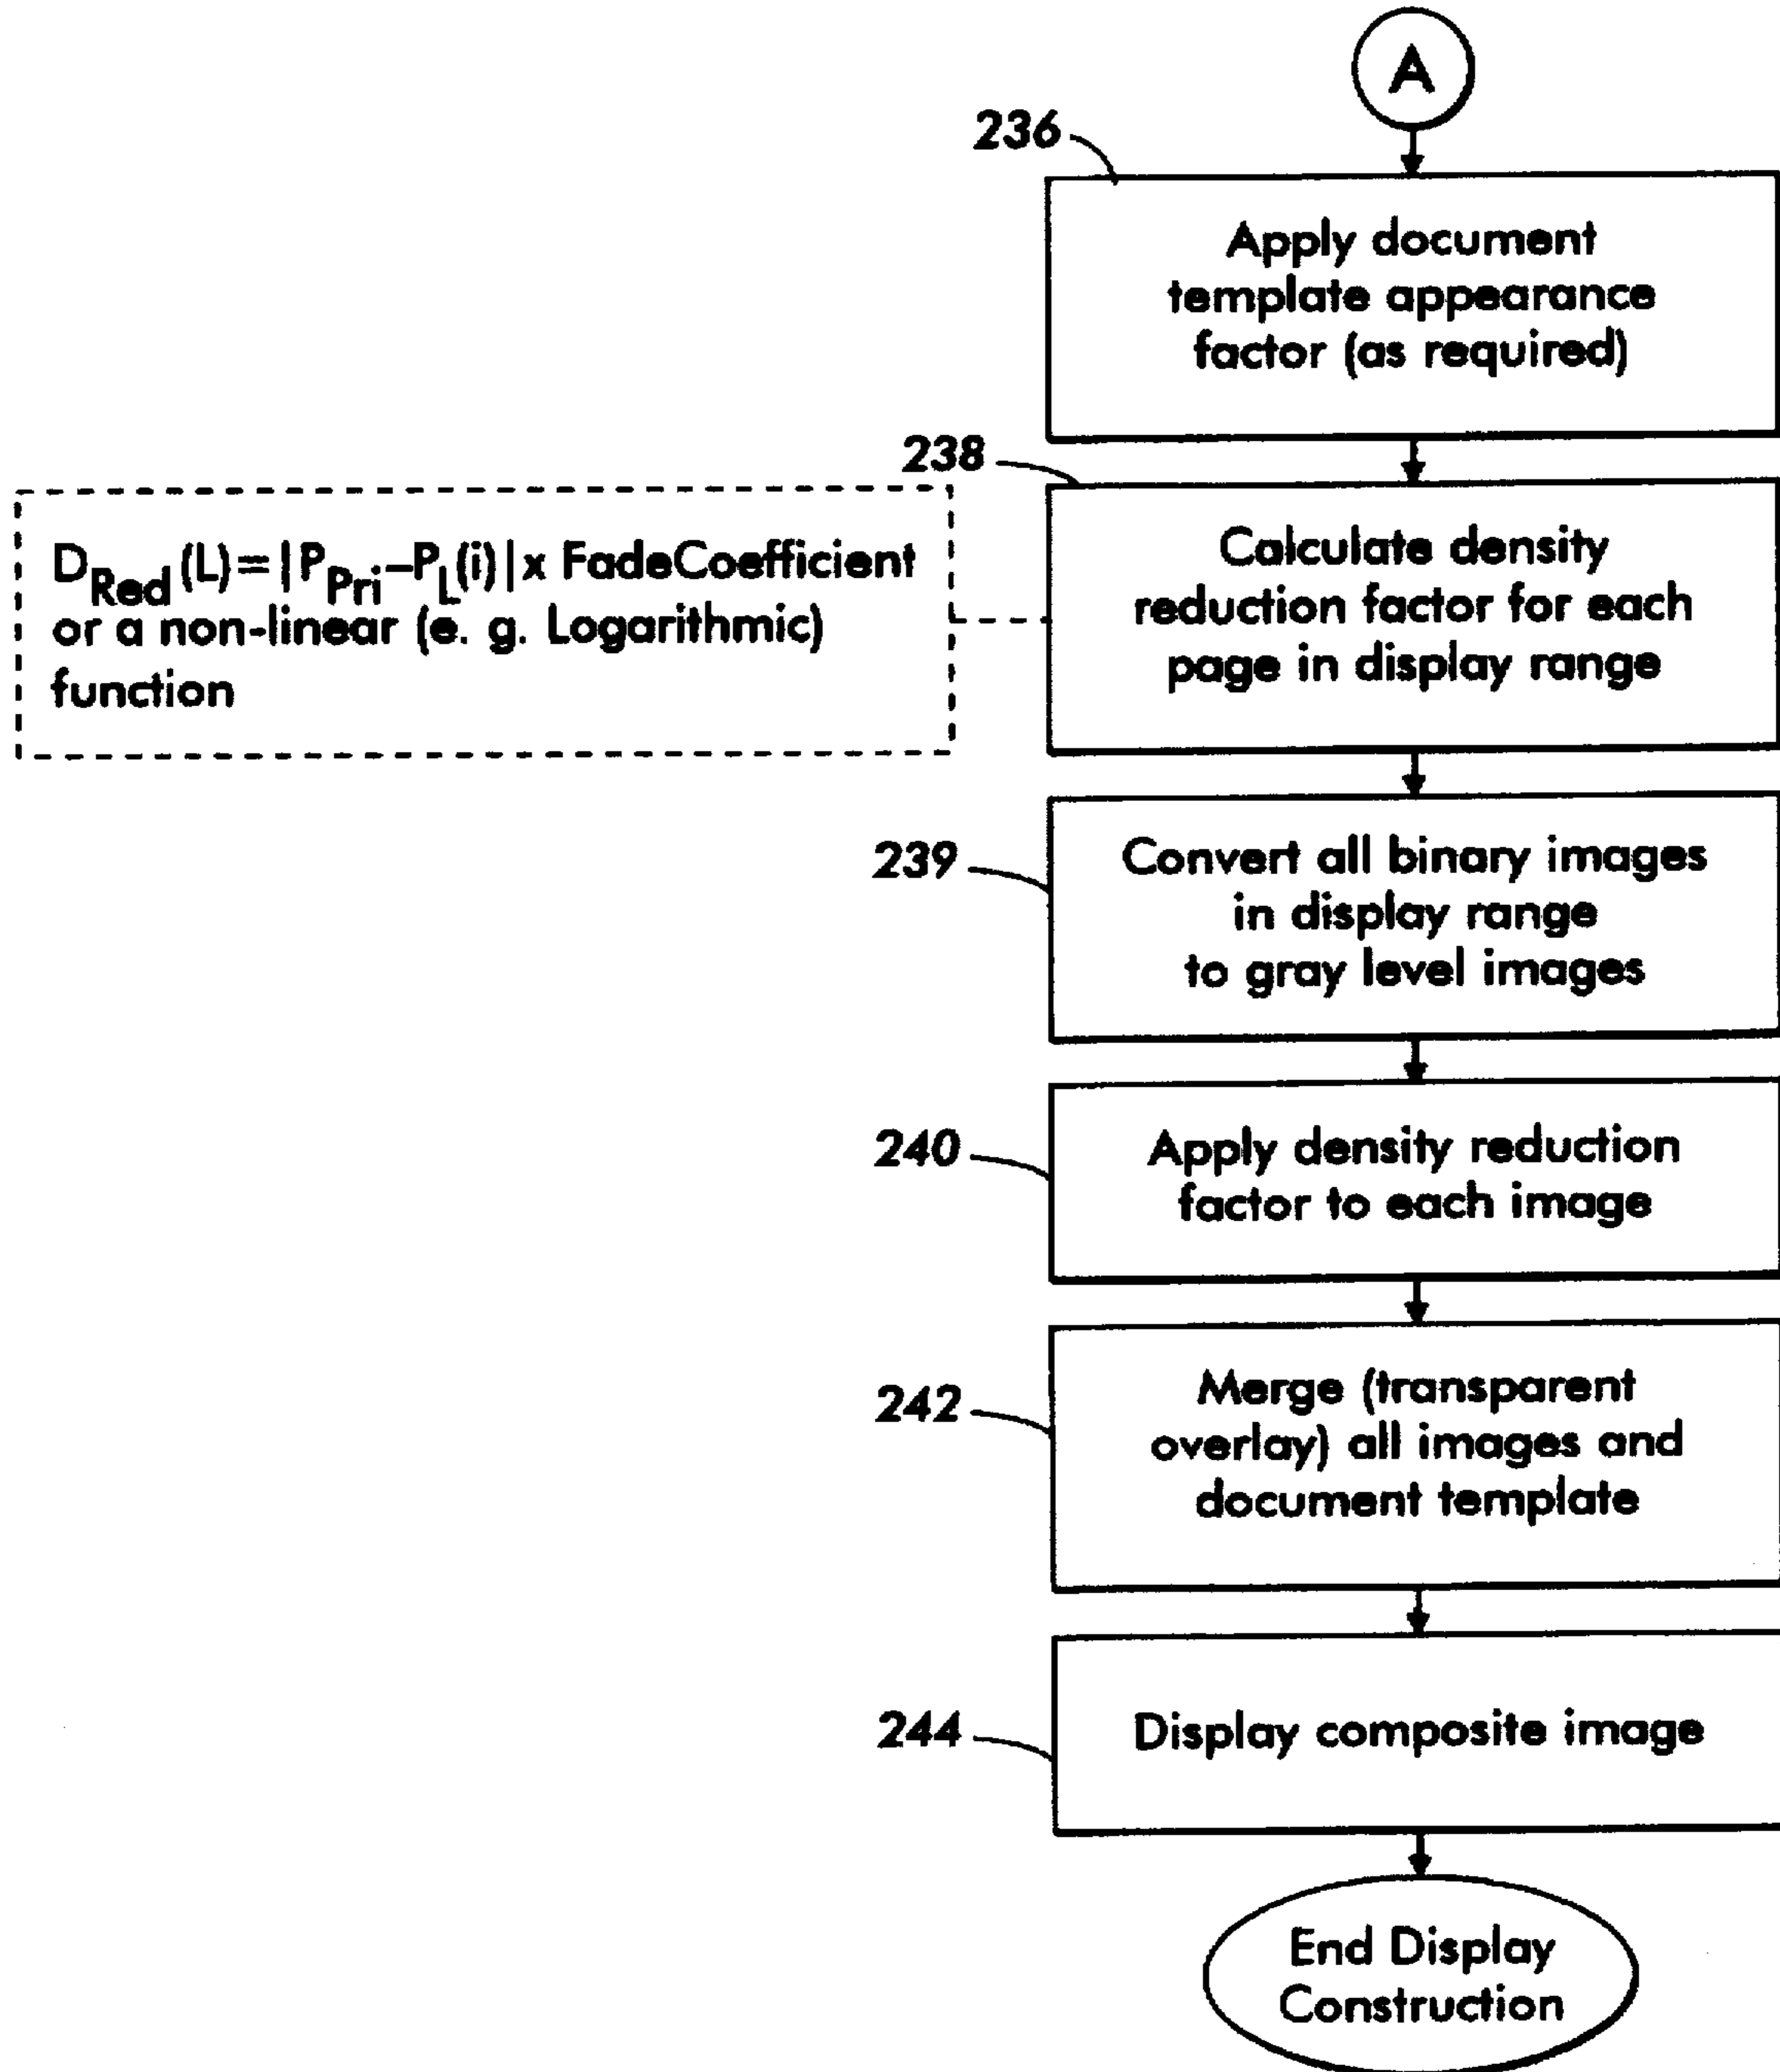 A
236
Apply document
template appearance
factor (as required)
238
D_Red (L)=|P_Pri–P_L(i)|x FadeCoefficient
or a non-linear (e. g. Logarithmic)
function
Calculate density
reduction factor for each
page in display range
239
Convert all binary images
in display range
to gray level images
240
Apply density reduction
factor to each image
242
Merge (transparent
overlay) all images and
document template
244
Display composite image
End Display
Construction